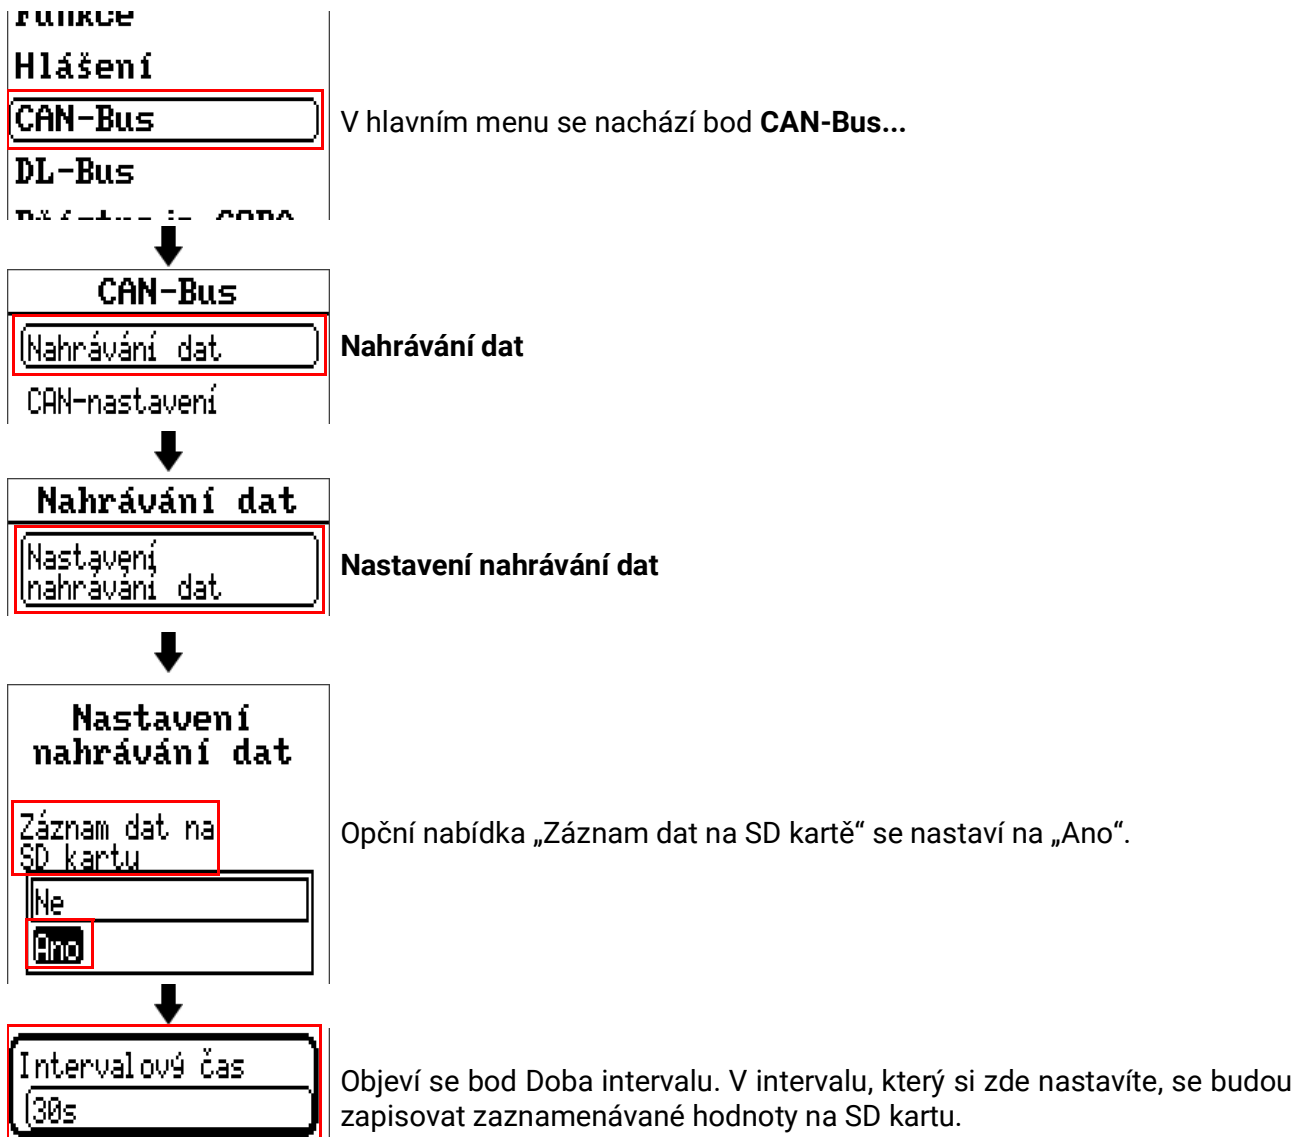 Funkce
Hlášení
CAN-Bus
V hlavním menu se nachází bod CAN-Bus...
DL-Bus
CAN-Bus
Nahrávání dat
Nahrávání dat
CAN-nastavení
Nahrávání dat
Nastavení
nahrávání dat
Nastavení nahrávání dat
Nastavení
nahrávání dat
Záznam dat na
SD kartu
Opční nabídka „Záznam dat na SD kartě“ se nastaví na „Ano“.
Ne
Ano
Intervalový čas
30s
Objeví se bod Doba intervalu. V intervalu, který si zde nastavíte, se budou
zapisovat zaznamenávané hodnoty na SD kartu.